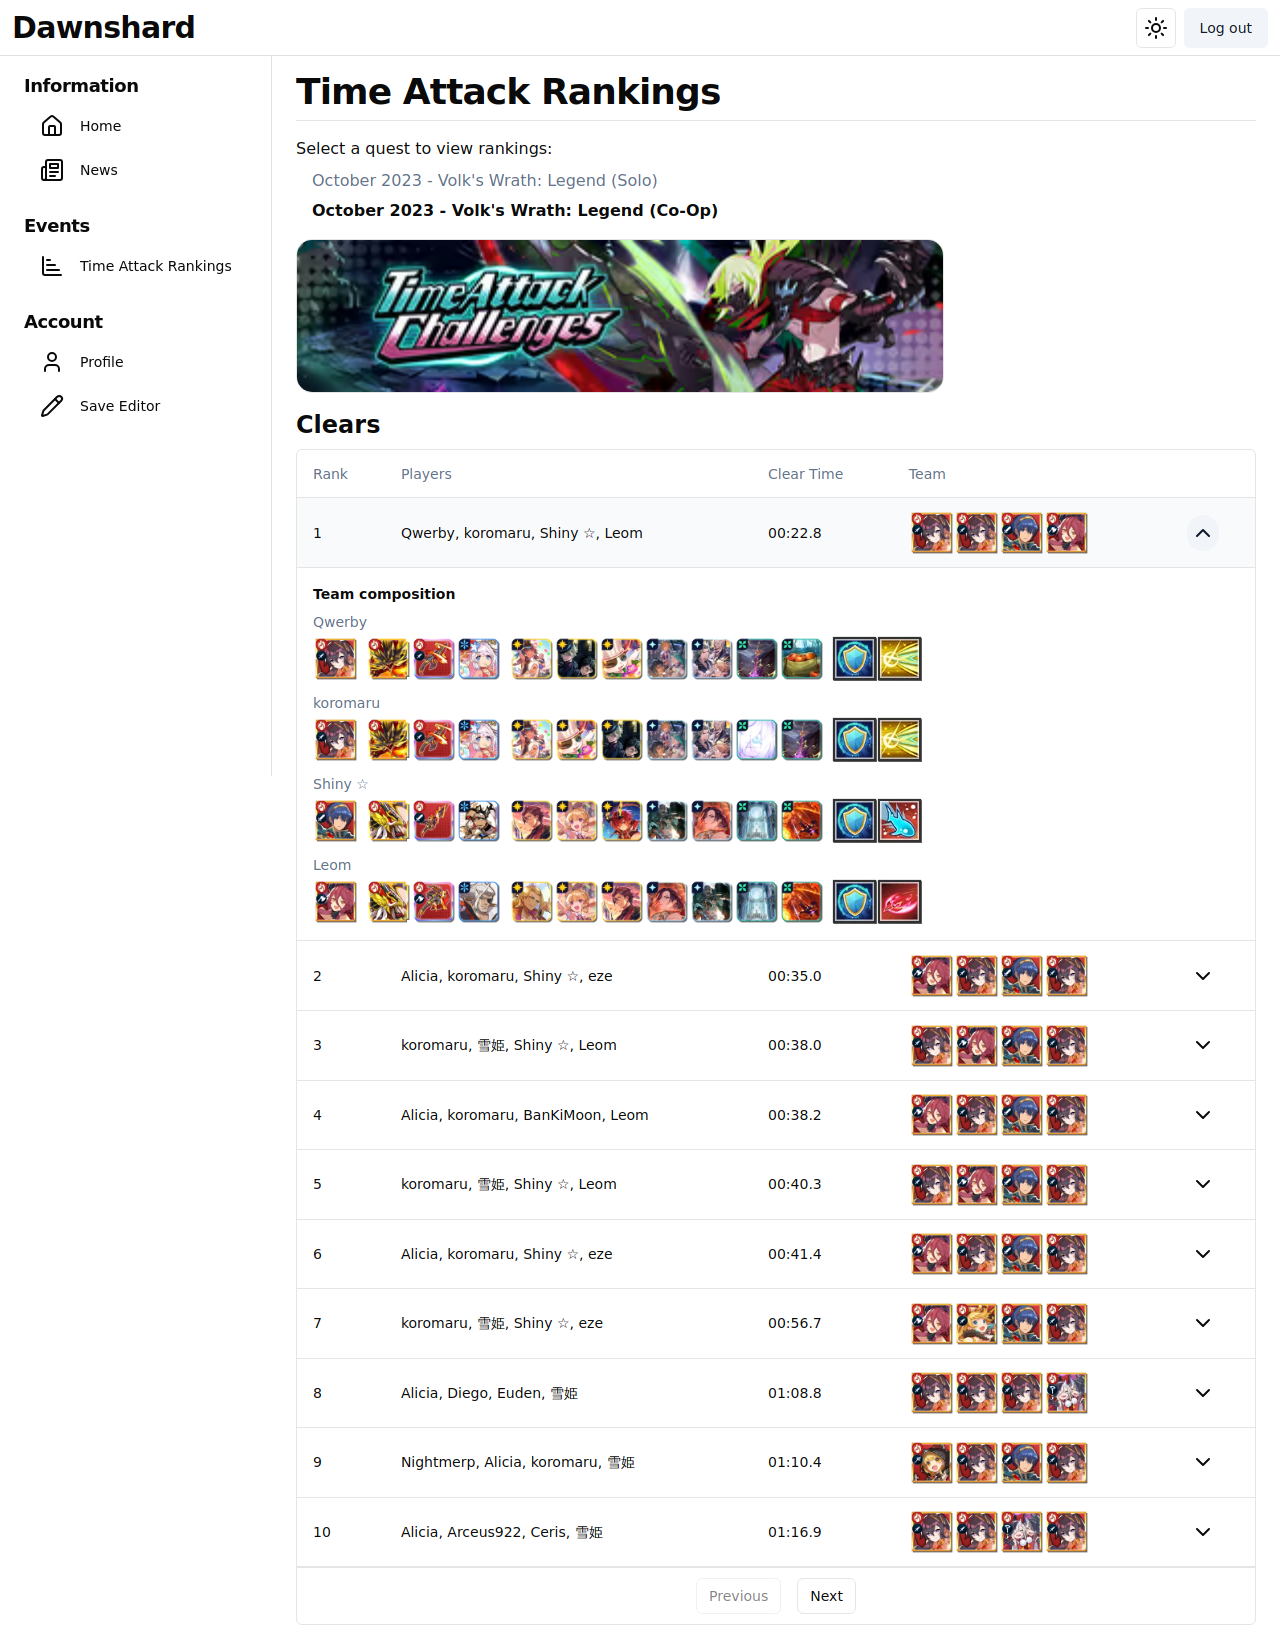 Dawnshard
Log out
Information
Home
News
Events
Time Attack Rankings
Account
Profile
Save Editor
Time Attack Rankings
Select a quest to view rankings:
October 2023 - Volk's Wrath: Legend (Solo)
October 2023 - Volk's Wrath: Legend (Co-Op)
Time Attack
Challenges
Clears
Rank Players Clear Time Team
1 Qwerby, koromaru, Shiny ☆, Leom 00:22.8
Team composition
Qwerby
koromaru
Shiny ☆
Leom
2 Alicia, koromaru, Shiny ☆, eze 00:35.0
3 koromaru, 雪姫, Shiny ☆, Leom 00:38.0
4 Alicia, koromaru, BanKiMoon, Leom 00:38.2
5 koromaru, 雪姫, Shiny ☆, Leom 00:40.3
6 Alicia, koromaru, Shiny ☆, eze 00:41.4
7 koromaru, 雪姫, Shiny ☆, eze 00:56.7
8 Alicia, Diego, Euden, 雪姫 01:08.8
9 Nightmerp, Alicia, koromaru, 雪姫 01:10.4
10 Alicia, Arceus922, Ceris, 雪姫 01:16.9
Previous Next